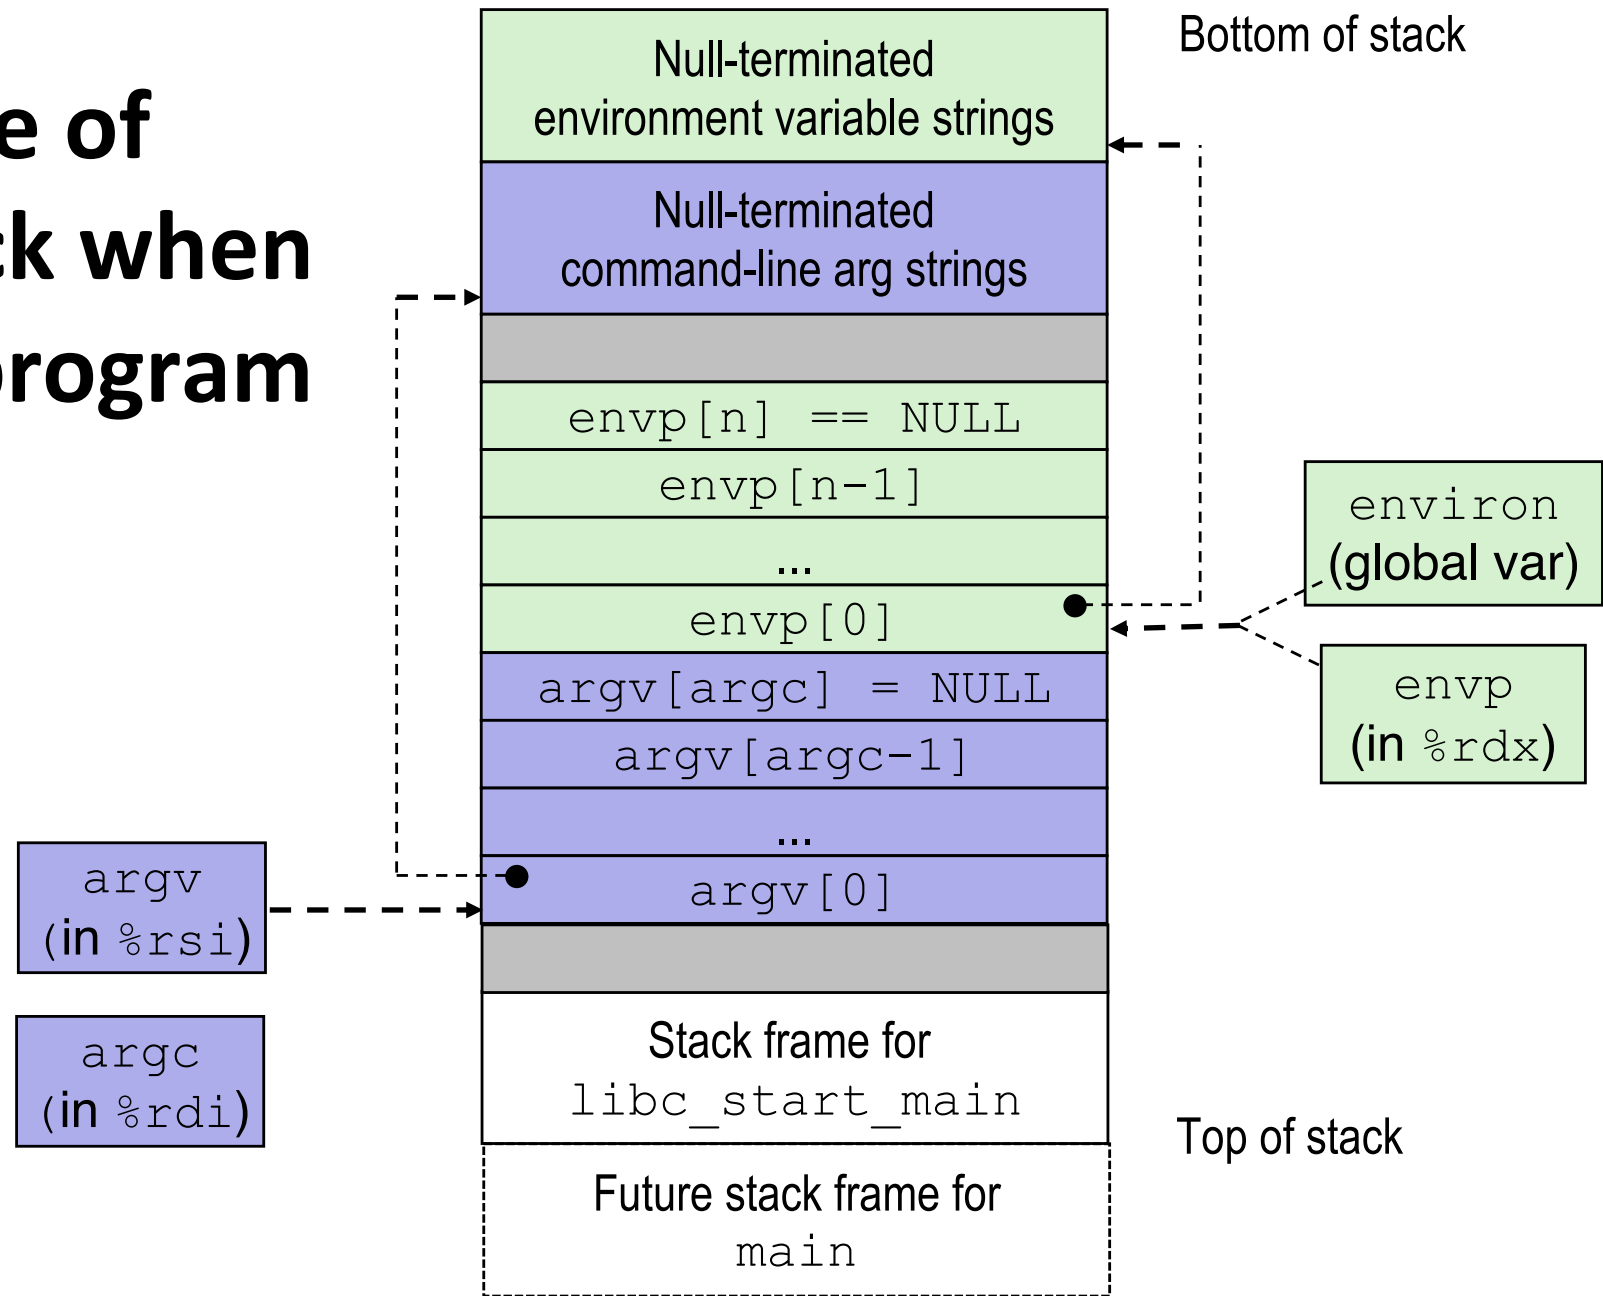 Bottom of stack
Null-terminated
environment variable strings
of
when
program
Null-terminated
command-line arg strings
envp[n] == NULL
envp[n-1]
...
envp[0]
environ
(global var)
envp
(in %rdx)
argv[argc] = NULL
argv[argc-1]
...
argv[0]
argv
(in %rsi)
argc
(in %rdi)
Stack frame for
libc_start_main
Top of stack
Future stack frame for
main